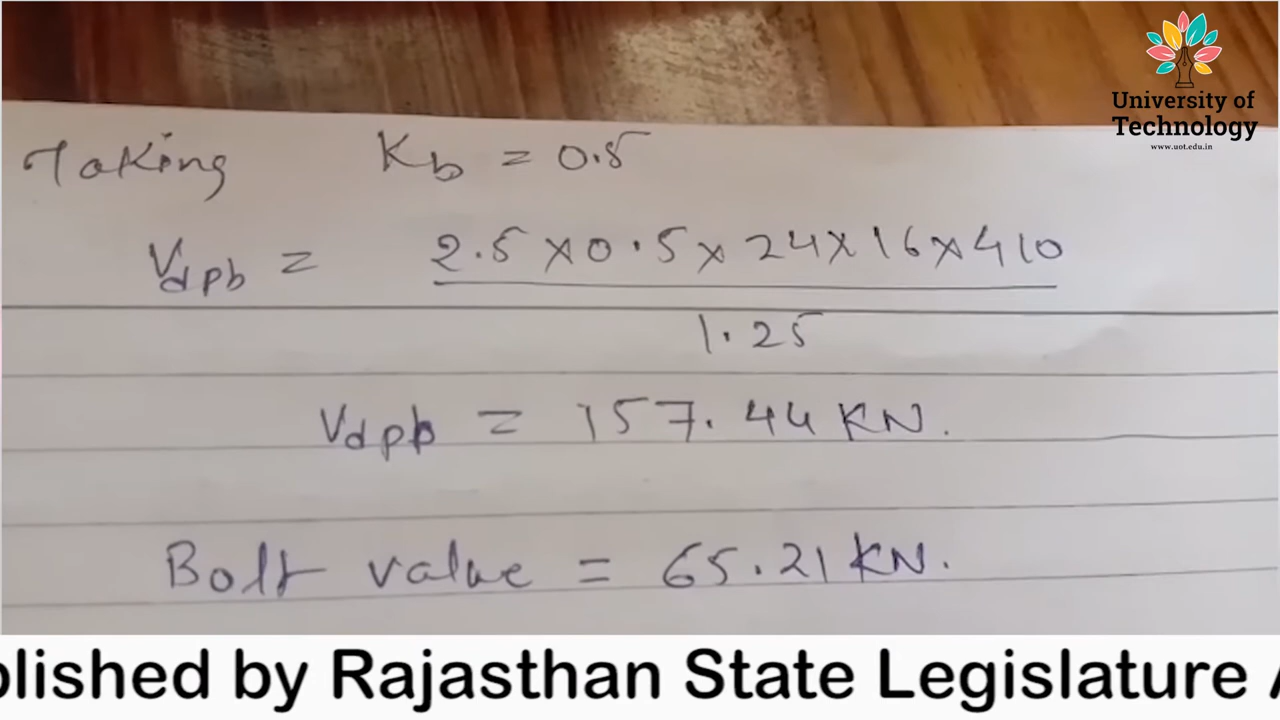 University of
Technology
www.uot.edu.in
Taking Kb = 0.5
Vdpb = 2.5 x 0.5 x 24 x 16 x 410
1.25
Vdpb = 157.44 KN.
Bolt value = 65.21 KN.
blished by Rajasthan State Legislature A